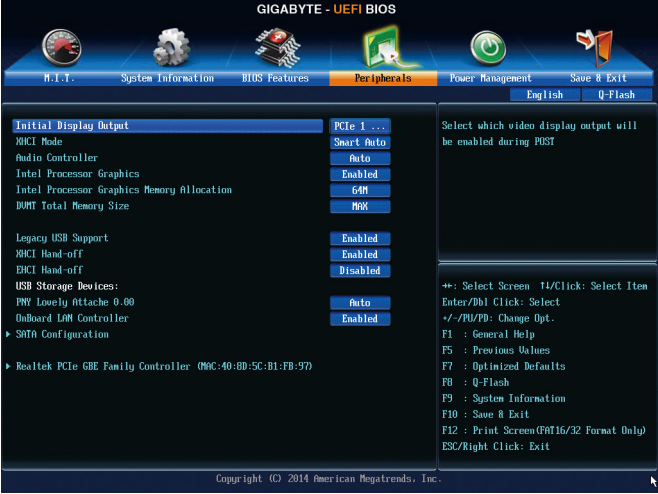 GIGABYTE - UEFI BIOS
M.I.T. System Information BIOS Features Peripherals Power Management Save & Exit
English Q-Flash
Initial Display Output PCIe 1 ...
XHCI Mode Smart Auto
Audio Controller Auto
Intel Processor Graphics Enabled
Intel Processor Graphics Memory Allocation 64M
DVMT Total Memory Size MAX
Legacy USB Support Enabled
XHCI Hand-off Enabled
EHCI Hand-off Disabled
USB Storage Devices:
PNY Lovely Attache 0.00 Auto
OnBoard LAN Controller Enabled
SATA Configuration
Realtek PCIe GBE Family Controller (MAC:40:8D:5C:B1:FB:97)
Select which video display output will
be enabled during POST
→←: Select Screen ↑↓/Click: Select Item
Enter/Dbl Click: Select
+/-/PU/PD: Change Opt.
F1 : General Help
F5 : Previous Values
F7 : Optimized Defaults
F8 : Q-Flash
F9 : System Information
F10 : Save & Exit
F12 : Print Screen(FAT16/32 Format Only)
ESC/Right Click: Exit
Copyright (C) 2014 American Megatrends, Inc.